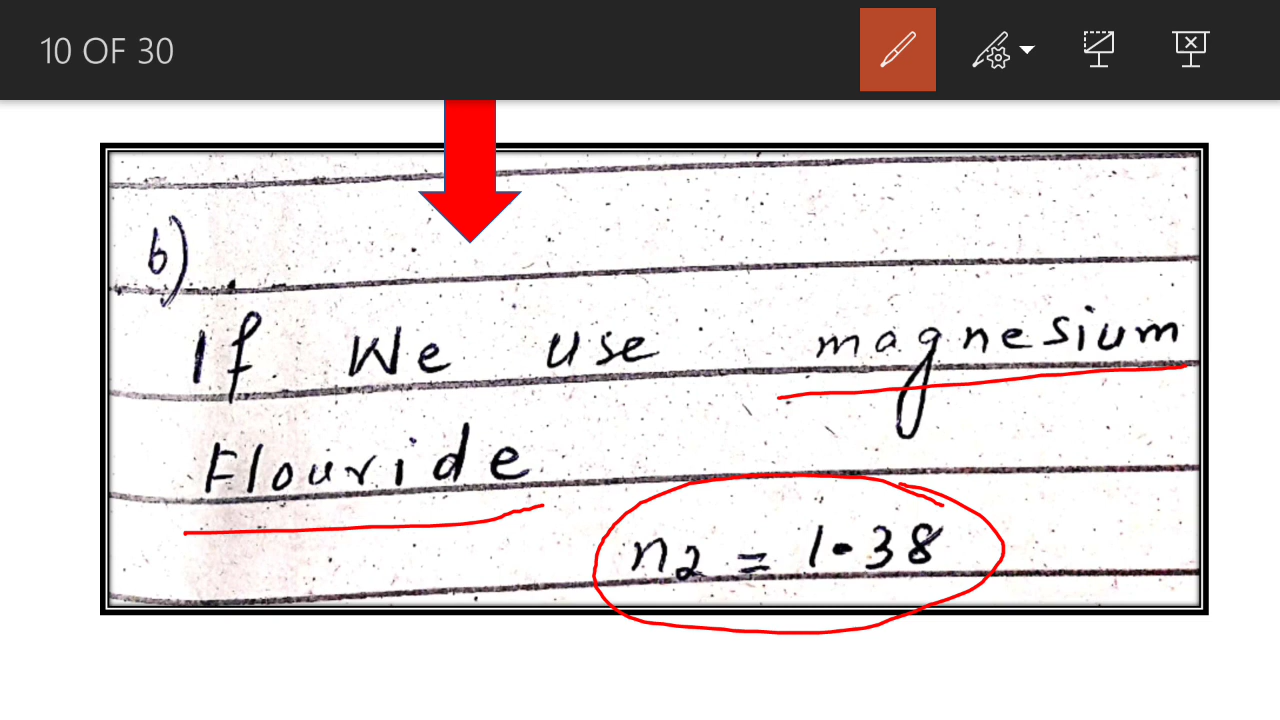 10 OF 30
b)
If We use magnesium
Flouride
n2 = 1.38